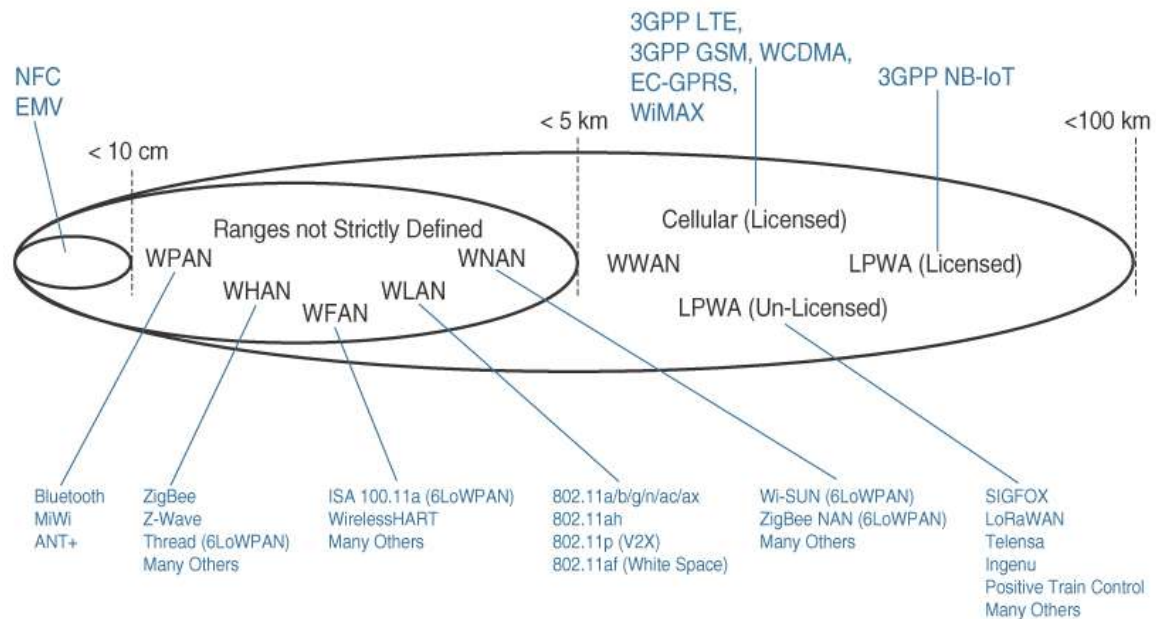 3GPP LTE,
3GPP GSM, WCDMA,
EC-GPRS,
WiMAX
3GPP NB-IoT
NFC
EMV
< 10 cm
< 5 km
<100 km
Ranges not Strictly Defined
Cellular (Licensed)
WPAN
WNAN
WWAN
LPWA (Licensed)
WHAN
WLAN
WFAN
LPWA (Un-Licensed)
Bluetooth
MiWi
ANT+
ZigBee
Z-Wave
Thread (6LoWPAN)
Many Others
ISA 100.11a (6LoWPAN)
WirelessHART
Many Others
802.11a/b/g/n/ac/ax
802.11ah
802.11p (V2X)
802.11af (White Space)
Wi-SUN (6LoWPAN)
ZigBee NAN (6LoWPAN)
Many Others
SIGFOX
LoRaWAN
Telensa
Ingenu
Positive Train Control
Many Others